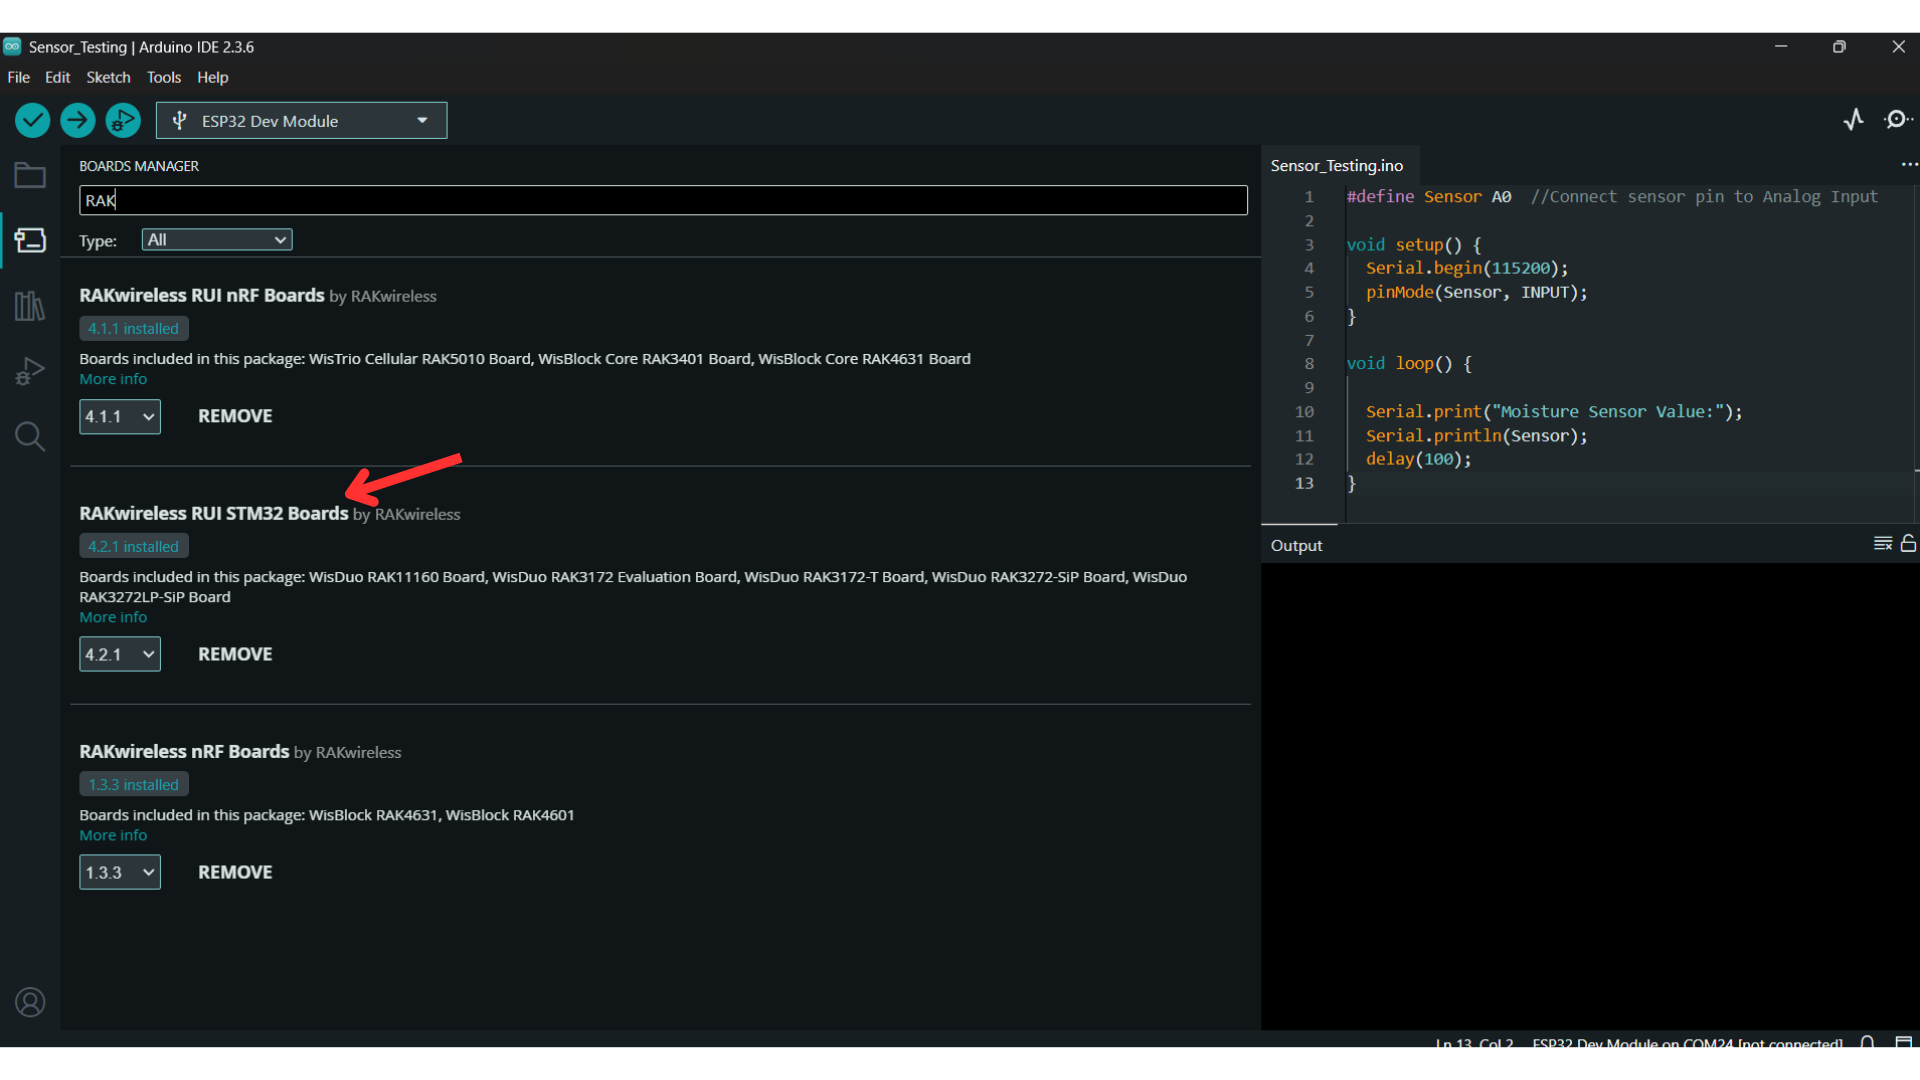 Sensor_Testing | Arduino IDE 2.3.6
File Edit Sketch Tools Help
ESP32 Dev Module
BOARDS MANAGER
RAK
Type: All
RAKwireless RUI nRF Boards by RAKwireless
4.1.1 installed
Boards included in this package: WisTrio Cellular RAK5010 Board, WisBlock Core RAK3401 Board, WisBlock Core RAK4631 Board
More info
4.1.1 REMOVE
RAKwireless RUI STM32 Boards by RAKwireless
4.2.1 installed
Boards included in this package: WisDuo RAK11160 Board, WisDuo RAK3172 Evaluation Board, WisDuo RAK3172-T Board, WisDuo RAK3272-SiP Board, WisDuo
RAK3272LP-SiP Board
More info
4.2.1 REMOVE
RAKwireless nRF Boards by RAKwireless
1.3.3 installed
Boards included in this package: WisBlock RAK4631, WisBlock RAK4601
More info
1.3.3 REMOVE
Sensor_Testing.ino
1 #define Sensor A0 //Connect sensor pin to Analog Input
2
3 void setup() {
4 Serial.begin(115200);
5 pinMode(Sensor, INPUT);
6 }
7
8 void loop() {
9
10 Serial.print("Moisture Sensor Value:");
11 Serial.println(Sensor);
12 delay(100);
13 }
Output
Ln 13, Col 2 ESP32 Dev Module on COM24 [not connected]